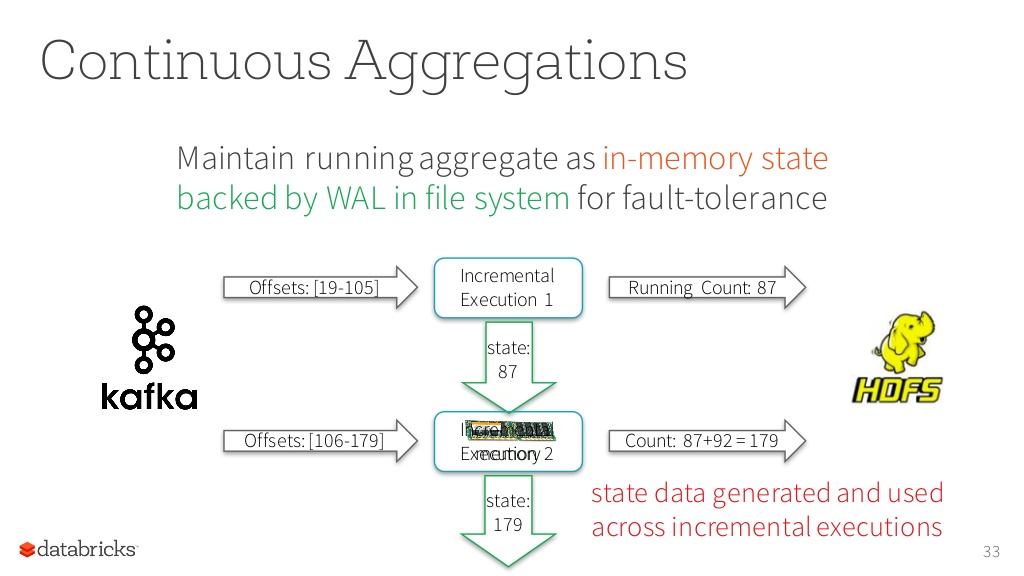 Continuous Aggregations
Maintain running aggregate as in-memory state
backed by WAL in file system for fault-tolerance
Offsets: [19-105]
Incremental
Execution 1
Running Count: 87
state:
87
kafka
HDFS
Offsets: [106-179]
Execution 2
memory
Count: 87+92 = 179
state:
179
state data generated and used
across incremental executions
databricks
33